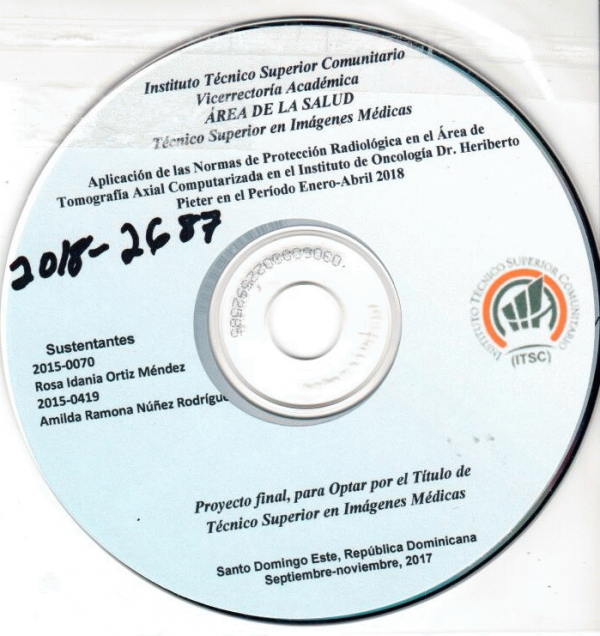 Instituto Técnico Superior Comunitario
Vicerrectoría Académica
ÁREA DE LA SALUD
Técnico Superior en Imágenes Médicas
Aplicación de las Normas de Protección Radiológica en el Área de
Tomografía Axial Computarizada en el Instituto de Oncología Dr. Heriberto
Pieter en el Período Enero-Abril 2018
2018-2687
INSTITUTO TECNICO SUPERIOR COMUNITARIO
(ITSC)
Sustentantes
2015-0070
Rosa Idania Ortiz Méndez
2015-0419
Amilda Ramona Núñez Rodrígue
Proyecto final, para Optar por el Título de
Técnico Superior en Imágenes Médicas
Santo Domingo Este, República Dominicana
Septiembre-noviembre, 2017